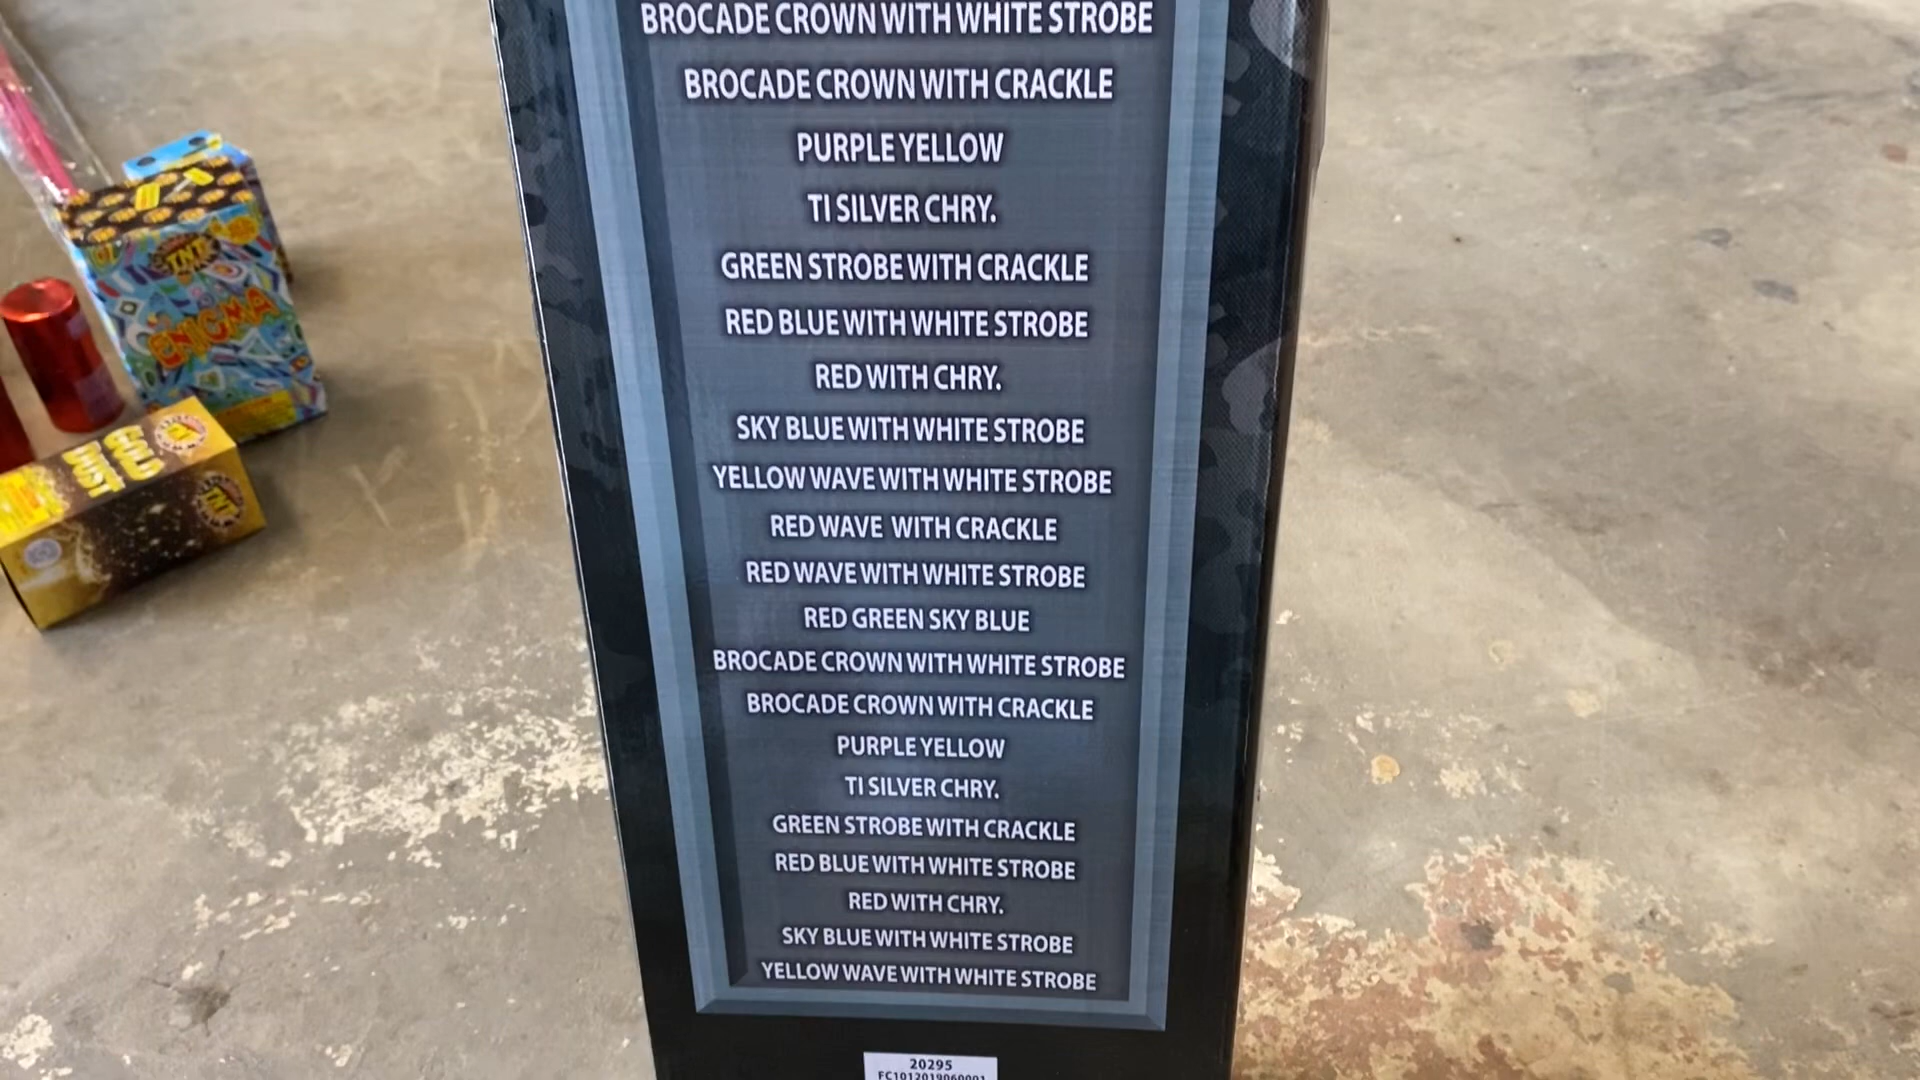 BROCADE CROWN WITH WHITE STROBE
BROCADE CROWN WITH CRACKLE
PURPLE YELLOW
TI SILVER CHRY.
GREEN STROBE WITH CRACKLE
RED BLUE WITH WHITE STROBE
RED WITH CHRY.
SKY BLUE WITH WHITE STROBE
YELLOW WAVE WITH WHITE STROBE
RED WAVE WITH CRACKLE
RED WAVE WITH WHITE STROBE
RED GREEN SKY BLUE
BROCADE CROWN WITH WHITE STROBE
BROCADE CROWN WITH CRACKLE
PURPLE YELLOW
TI SILVER CHRY.
GREEN STROBE WITH CRACKLE
RED BLUE WITH WHITE STROBE
RED WITH CHRY.
SKY BLUE WITH WHITE STROBE
YELLOW WAVE WITH WHITE STROBE
20295
TNT
ENIGMA
GOLD
DUST
TNT